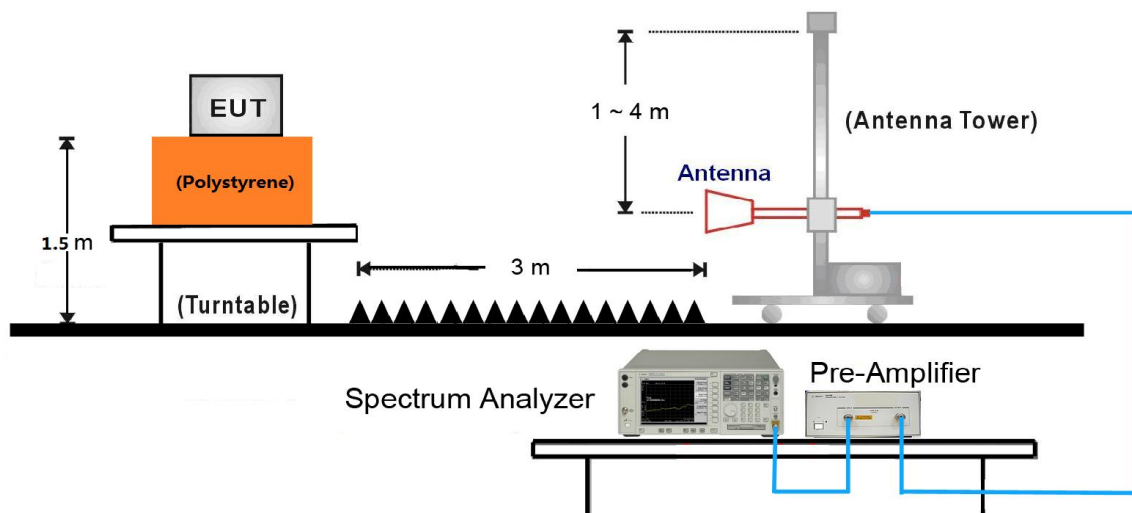 EUT
1 ~ 4 m
(Antenna Tower)
Antenna
(Polystyrene)
1.5 m
3 m
(Turntable)
Spectrum Analyzer
Pre-Amplifier